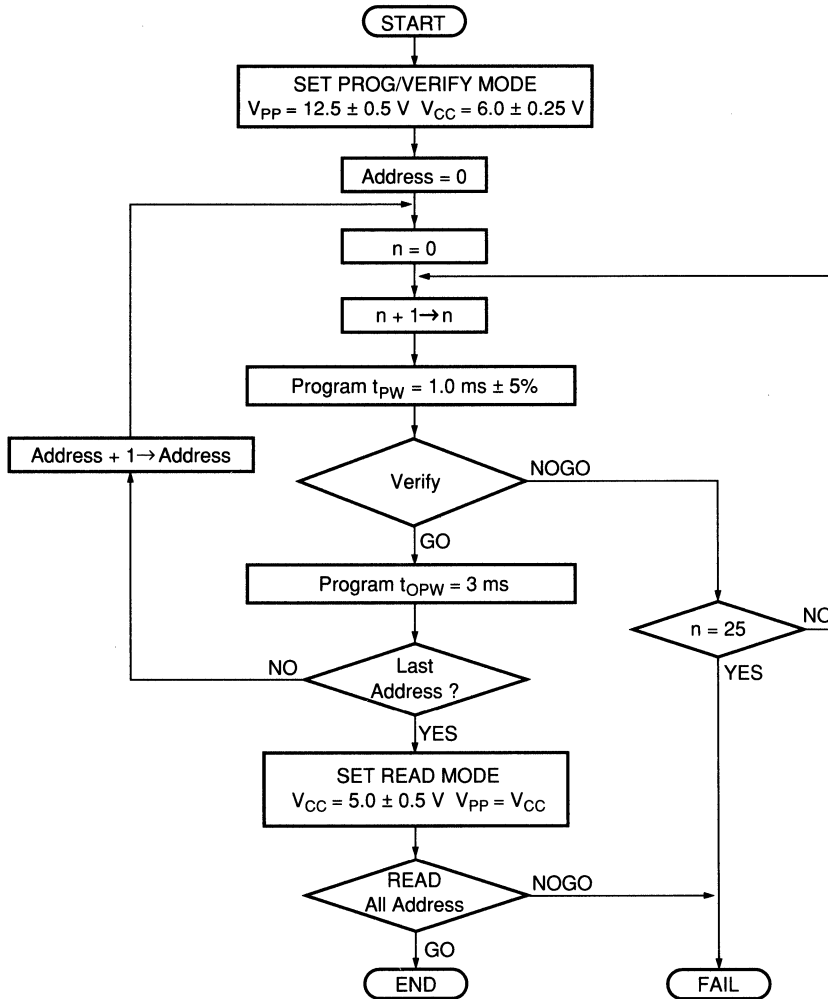 START
SET PROG/VERIFY MODE
V_PP = 12.5 ± 0.5 V V_CC = 6.0 ± 0.25 V
Address = 0
n = 0
n + 1→n
Program t_PW = 1.0 ms ± 5%
Address + 1→Address
Verify
NOGO
GO
Program t_OPW = 3 ms
n = 25
NO
YES
Last
Address ?
NO
YES
SET READ MODE
V_CC = 5.0 ± 0.5 V V_PP = V_CC
READ
All Address
NOGO
GO
END
FAIL